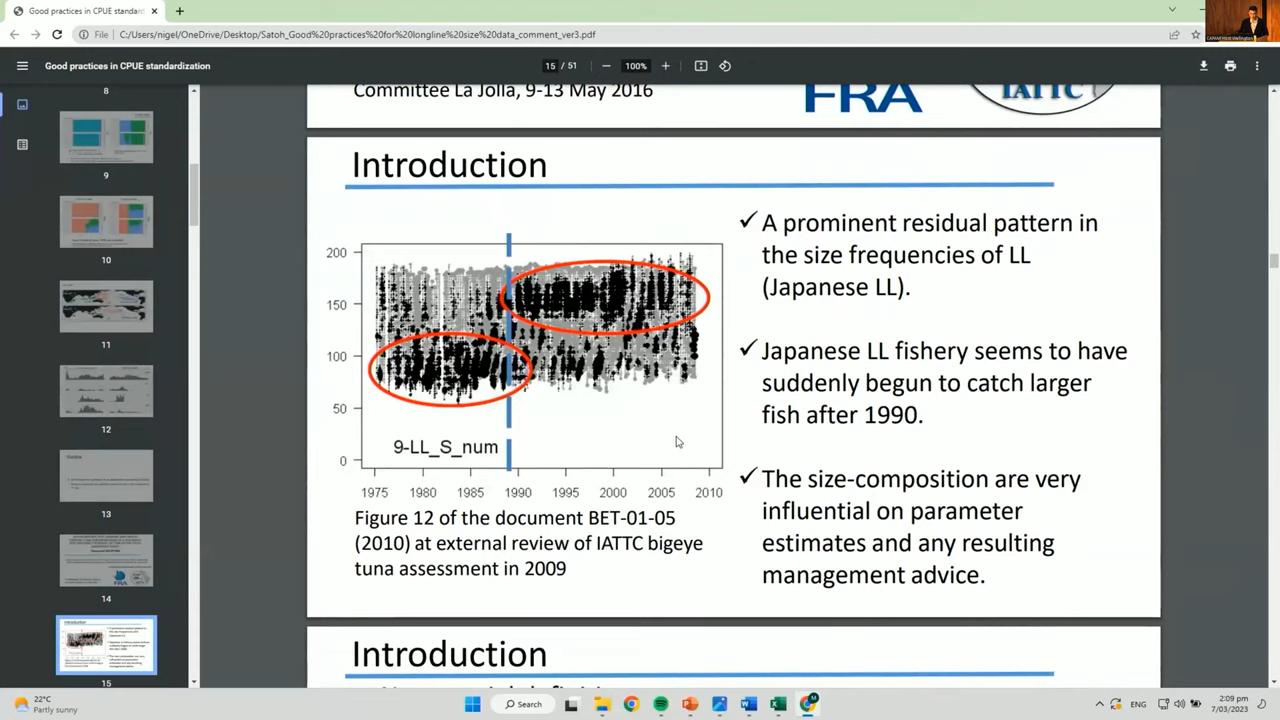 Good practices in CPUE standard
File
C:/Users/nigel/OneDrive/Desktop/Satoh_Good%20practices%20for%20longline%20size%20data_comment_ver3.pdf
Good practices in CPUE standardization
15 / 51
100%
8
9
10
11
12
13
14
15
Committee La Jolla, 9-13 May 2016
FRA
IATTC
Introduction
200
150
100
50
0
9-LL_S_num
1975 1980 1985 1990 1995 2000 2005 2010
Figure 12 of the document BET-01-05
(2010) at external review of IATTC bigeye
tuna assessment in 2009
✓ A prominent residual pattern in
the size frequencies of LL
(Japanese LL).
✓ Japanese LL fishery seems to have
suddenly begun to catch larger
fish after 1990.
✓ The size-composition are very
influential on parameter
estimates and any resulting
management advice.
Introduction
22°C
Partly sunny
Search
ENG
2:09 pm
7/03/2023